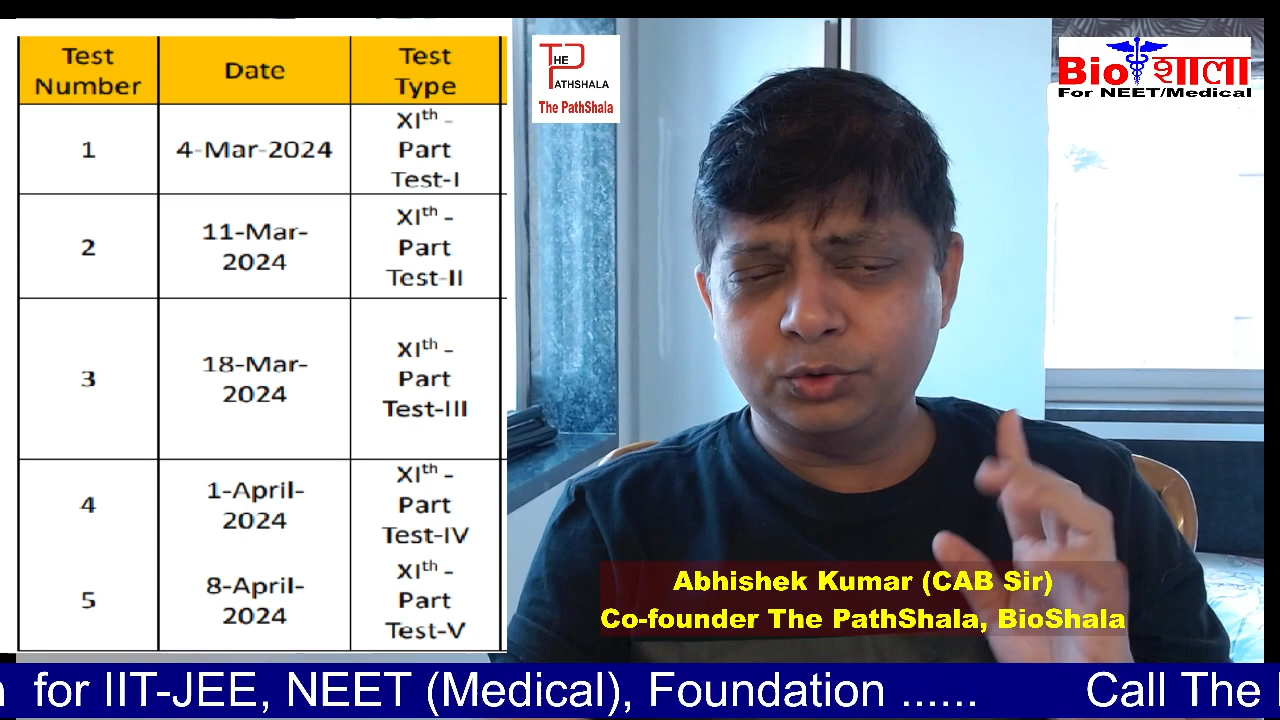 Test Number
Date
Test Type
1
4-Mar-2024
XIth - Part Test-I
2
11-Mar-2024
XIth - Part Test-II
3
18-Mar-2024
XIth - Part Test-III
4
1-April-2024
XIth - Part Test-IV
5
8-April-2024
XIth - Part Test-V
THE
PATHSHALA
The PathShala
Bio शाला
For NEET/Medical
Abhishek Kumar (CAB Sir)
Co-founder The PathShala, BioShala
for IIT-JEE, NEET (Medical), Foundation ...... Call The